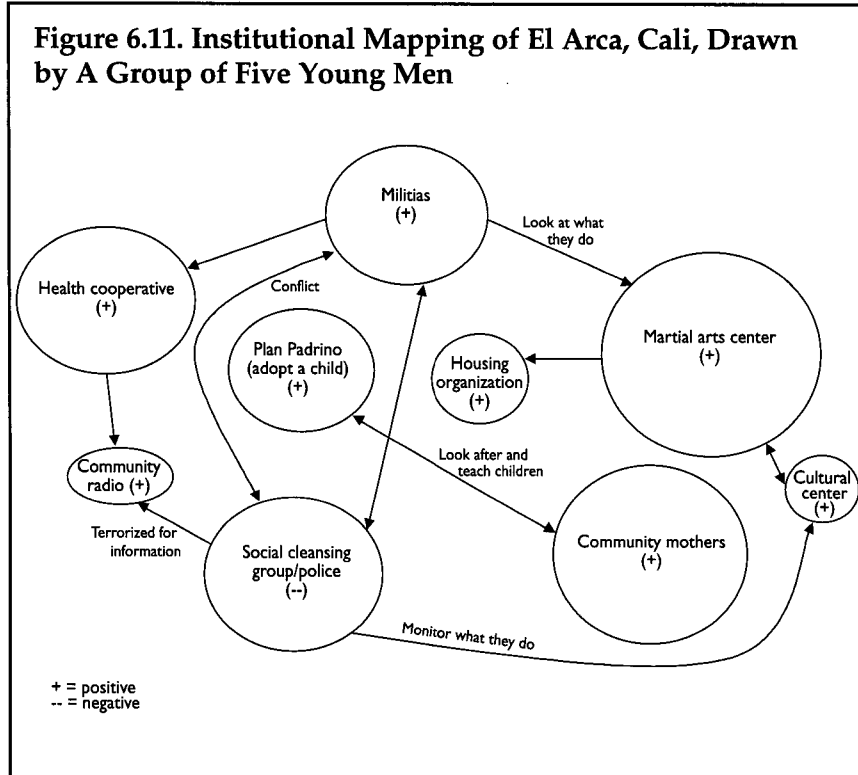 Figure 6.11. Institutional Mapping of El Arca, Cali, Drawn
by A Group of Five Young Men
Militias
(+)
Look at what
they do
Health cooperative
(+)
Conflict
Plan Padrino
(adopt a child)
(+)
Housing
organization
(+)
Martial arts center
(+)
Community
radio (+)
Look after and
teach children
Cultural
center
(+)
Terrorized for
information
Social cleansing
group/police
(--)
Community mothers
(+)
Monitor what they do
+ = positive
-- = negative